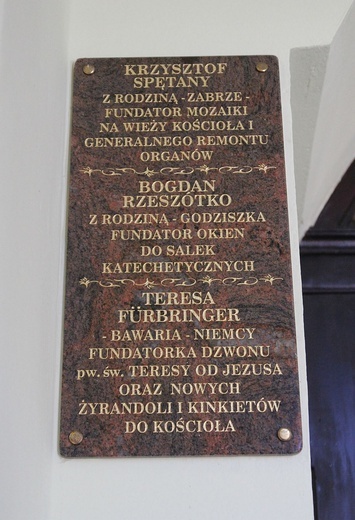 KRZYSZTOF
SPĘTANY
Z RODZINĄ - ZABRZE -
FUNDATOR MOZAIKI
NA WIEŻY KOŚCIOŁA I
GENERALNEGO REMONTU
ORGANÓW
BOGDAN
RZESZÓTKO
Z RODZINĄ - GODZISZKA
FUNDATOR OKIEN
DO SALEK
KATECHETYCZNYCH
TERESA
FÜRBRINGER
- BAWARIA - NIEMCY
FUNDATORKA DZWONU
pw. św. TERESY OD JEZUSA
ORAZ NOWYCH
ŻYRANDOLI I KINKIETÓW
DO KOŚCIOŁA